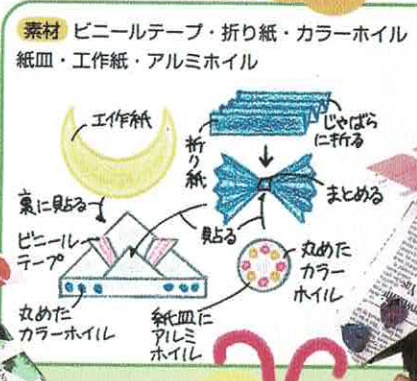 素材 ビニールテープ・折り紙・カラーホイル
紙皿・工作紙・アルミホイル
工作紙
折り紙
じゃばら
に折る
まとめる
裏に貼る
貼る
ビニール
テープ
丸めた
カラー
ホイル
丸めた
カラーホイル
紙皿に
アルミ
ホイル